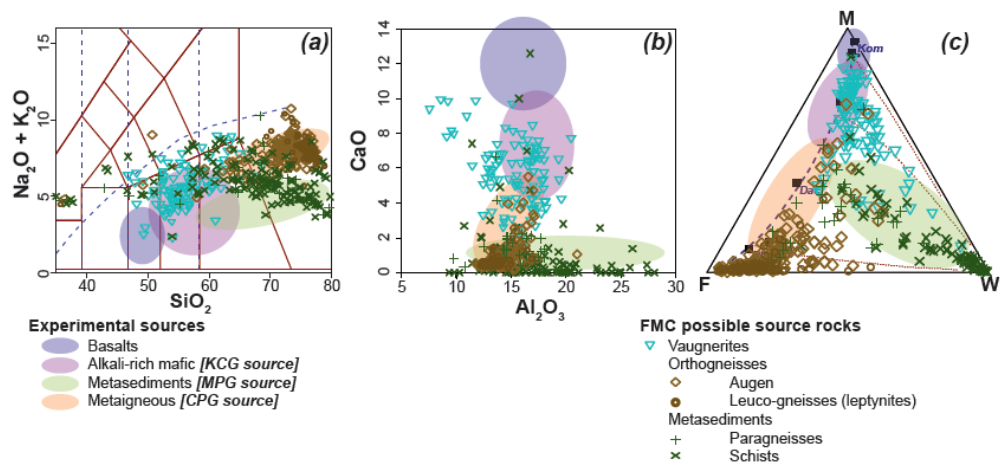 (a)
Na2O + K2O
15
10
5
0
40
50
60
70
80
SiO2
(b)
CaO
14
12
10
8
6
4
2
0
5
10
15
20
25
30
Al2O3
(c)
M
Kom
F
W
Experimental sources
Basalts
Alkali-rich mafic [KCG source]
Metasediments [MPG source]
Metaigneous [CPG source]
FMC possible source rocks
Vaugnerites
Orthogneisses
Augen
Leuco-gneisses (leptynites)
Metasediments
Paragneisses
Schists